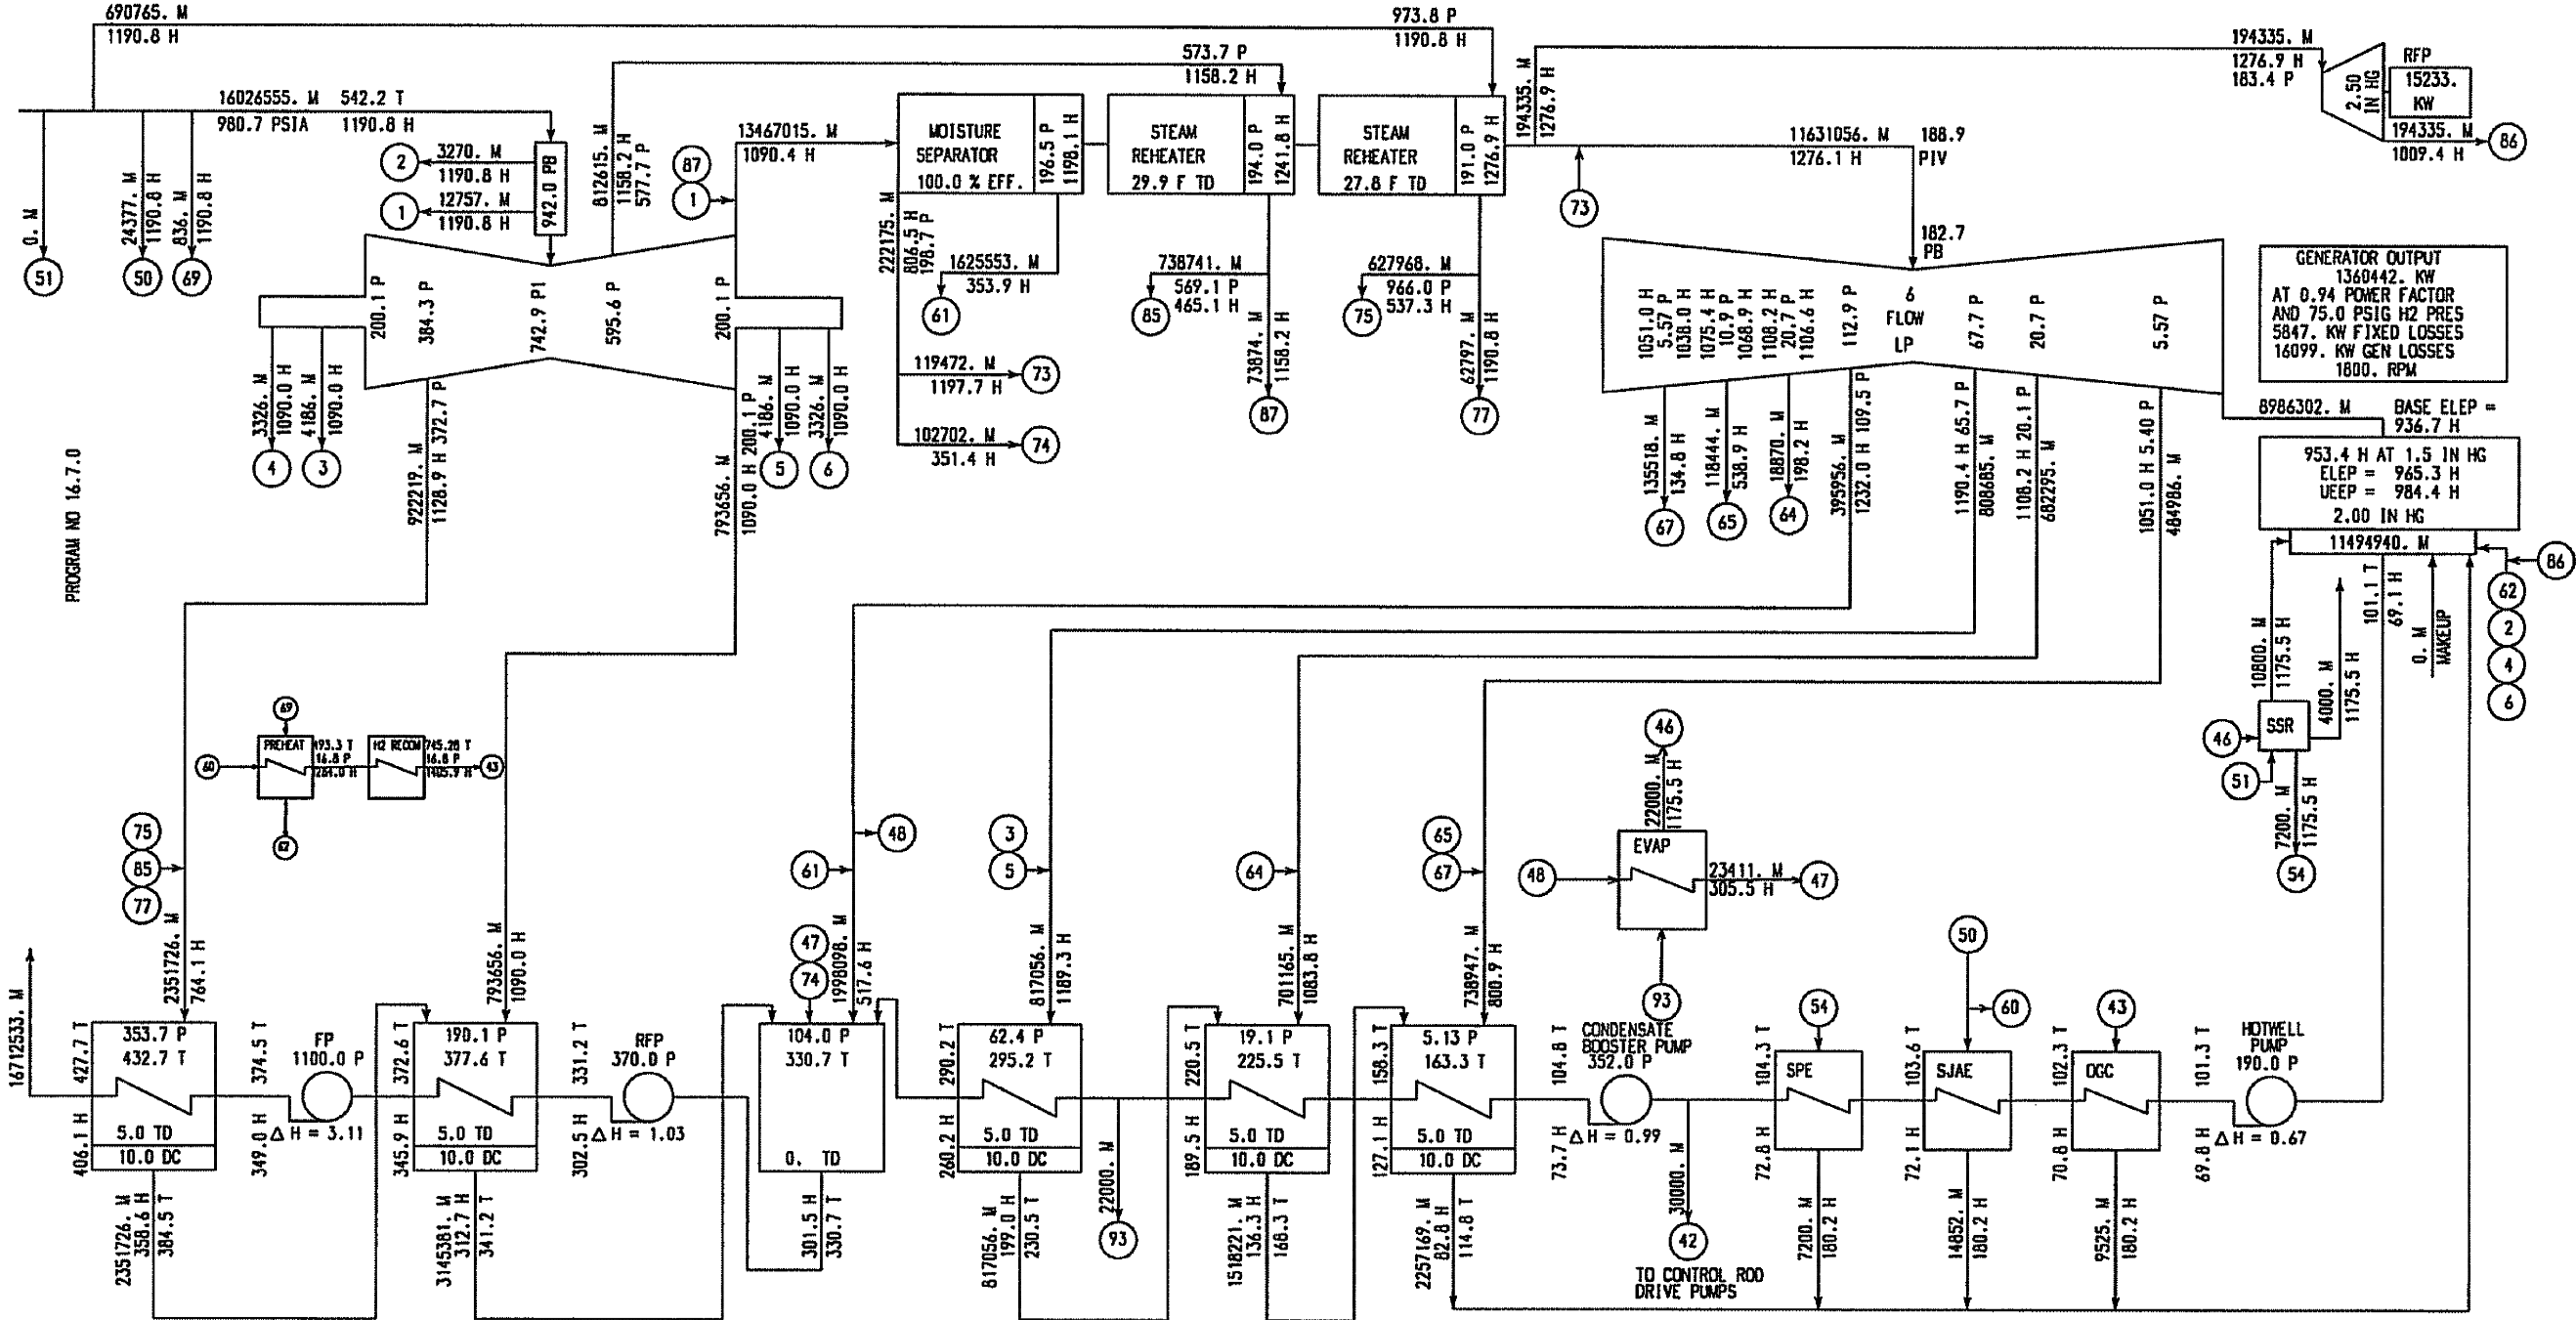 690765. M
1190.8 H
973.8 P
1190.8 H
573.7 P
1158.2 H
194335. M
1276.9 H
183.4 P
RFP
15233.
KW
2.50
IN HG
194335. M
1009.4 H
86
16026555. M 542.2 T
980.7 PSIA 1190.8 H
0. M
51
24377. M
1190.8 H
50
836. M
1190.8 H
69
2
3270. M
1190.8 H
1
12757. M
1190.8 H
942.0 PB
812615. M
1158.2 H
577.7 P
87
1
13467015. M
1090.4 H
MOISTURE
SEPARATOR
100.0 % EFF.
196.5 P
1198.1 H
STEAM
REHEATER
29.9 F TD
194.0 P
1241.8 H
STEAM
REHEATER
27.8 F TD
191.0 P
1276.9 H
194335. M
1276.9 H
73
11631056. M
1276.1 H
188.9
PIV
182.7
PB
222175. M
806.5 H
198.7 P
1625553. M
353.9 H
61
738741. M
569.1 P
465.1 H
85
73874. M
1158.2 H
87
627968. M
966.0 P
537.3 H
75
62797. M
1190.8 H
77
119472. M
1197.7 H
73
102702. M
351.4 H
74
200.1 P
384.3 P
742.9 P1
595.6 P
200.1 P
3326. M
1090.0 H
4
4186. M
1090.0 H
3
922219. M
1128.9 H 372.7 P
793656. M
1090.0 H 200.1 P
4186. M
1090.0 H
5
3326. M
1090.0 H
6
1051.0 H
5.57 P
1038.0 H
1075.4 H
10.9 P
1068.9 H
1108.2 H
20.7 P
1106.6 H
112.9 P
6
FLOW
LP
67.7 P
20.7 P
5.57 P
135518. M
134.8 H
67
118444. M
538.9 H
65
18870. M
198.2 H
64
395956. M
1232.0 H 109.5 P
1190.4 H 65.7 P
808685. M
1108.2 H 20.1 P
682295. M
1051.0 H 5.40 P
484986. M
GENERATOR OUTPUT
1360442. KW
AT 0.94 POWER FACTOR
AND 75.0 PSIG H2 PRES
5847. KW FIXED LOSSES
16099. KW GEN LOSSES
1800. RPM
8986302. M
BASE ELEP =
936.7 H
953.4 H AT 1.5 IN HG
ELEP = 965.3 H
UEEP = 984.4 H
2.00 IN HG
11494940. M
86
62
2
4
6
101.1 T
69.1 H
0. M
MAKEUP
10800. M
1175.5 H
4000. M
1175.5 H
SSR
46
51
7200. M
1175.5 H
54
PROGRAM NO 16.7.0
69
60
PREHEAT
493.3 T
16.8 P
264.0 H
H2 RECOM
745.28 T
16.8 P
1405.9 H
43
62
75
85
77
61
48
3
5
64
65
67
46
22000. M
1175.5 H
EVAP
48
23411. M
305.5 H
47
93
2351726. M
764.1 H
793656. M
1090.0 H
47
74
1998098. M
517.6 H
817056. M
1189.3 H
701165. M
1083.8 H
738947. M
800.9 H
16712533. M
427.7 T
406.1 H
353.7 P
432.7 T
5.0 TD
10.0 DC
374.5 T
349.0 H
FP
1100.0 P
Δ H = 3.11
372.6 T
345.9 H
190.1 P
377.6 T
5.0 TD
10.0 DC
331.2 T
302.5 H
RFP
370.0 P
Δ H = 1.03
104.0 P
330.7 T
0. TD
290.2 T
260.2 H
62.4 P
295.2 T
5.0 TD
10.0 DC
220.5 T
189.5 H
19.1 P
225.5 T
5.0 TD
10.0 DC
158.3 T
127.1 H
5.13 P
163.3 T
5.0 TD
10.0 DC
104.8 T
73.7 H
CONDENSATE
BOOSTER PUMP
352.0 P
Δ H = 0.99
54
104.3 T
72.8 H
SPE
50
60
103.6 T
72.1 H
SJAE
43
102.3 T
70.8 H
OGC
101.3 T
69.8 H
HOTWELL
PUMP
190.0 P
Δ H = 0.67
2351726. M
358.6 H
384.5 T
3145381. M
312.7 H
341.2 T
301.5 H
330.7 T
817056. M
199.0 H
230.5 T
22000. M
93
1518221. M
136.3 H
168.3 T
2257169. M
82.8 H
114.8 T
30000. M
42
TO CONTROL ROD
DRIVE PUMPS
7200. M
180.2 H
14852. M
180.2 H
9525. M
180.2 H